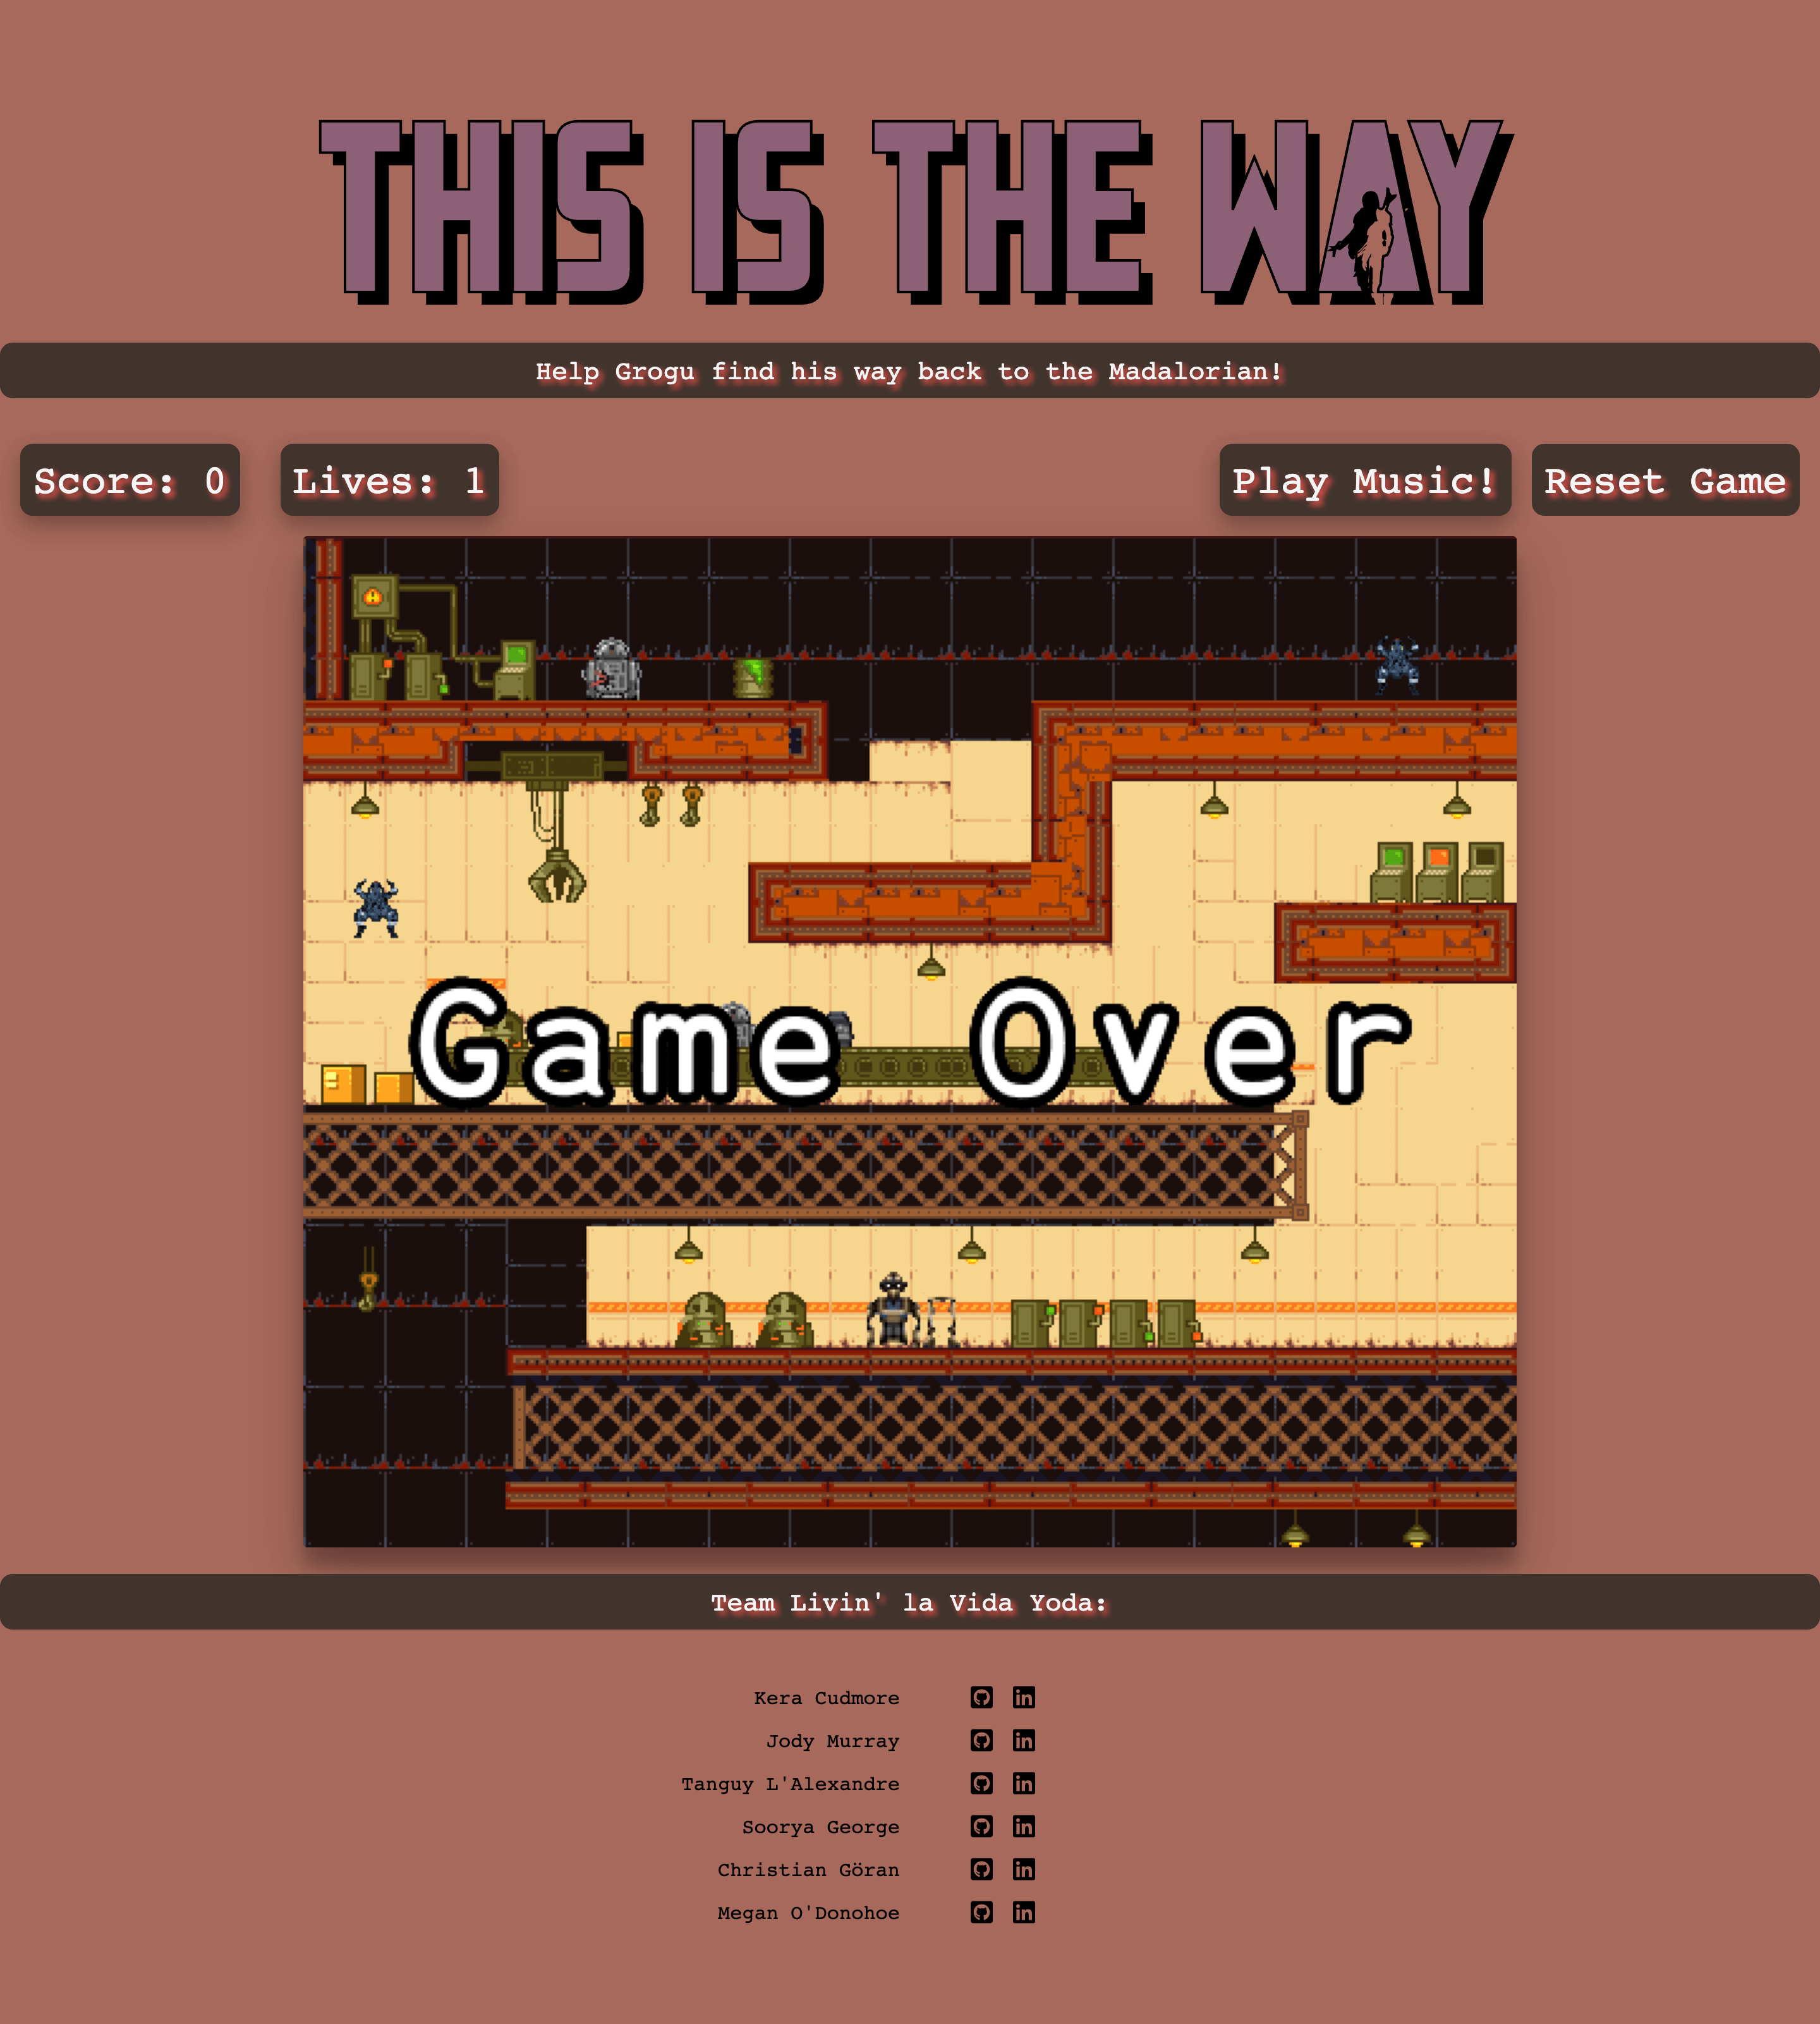 THIS IS THE WAY
Help Grogu find his way back to the Madalorian!
Score: 0
Lives: 1
Play Music!
Reset Game
Game Over
Team Livin' la Vida Yoda:
Kera Cudmore
Jody Murray
Tanguy L'Alexandre
Soorya George
Christian Göran
Megan O'Donohoe